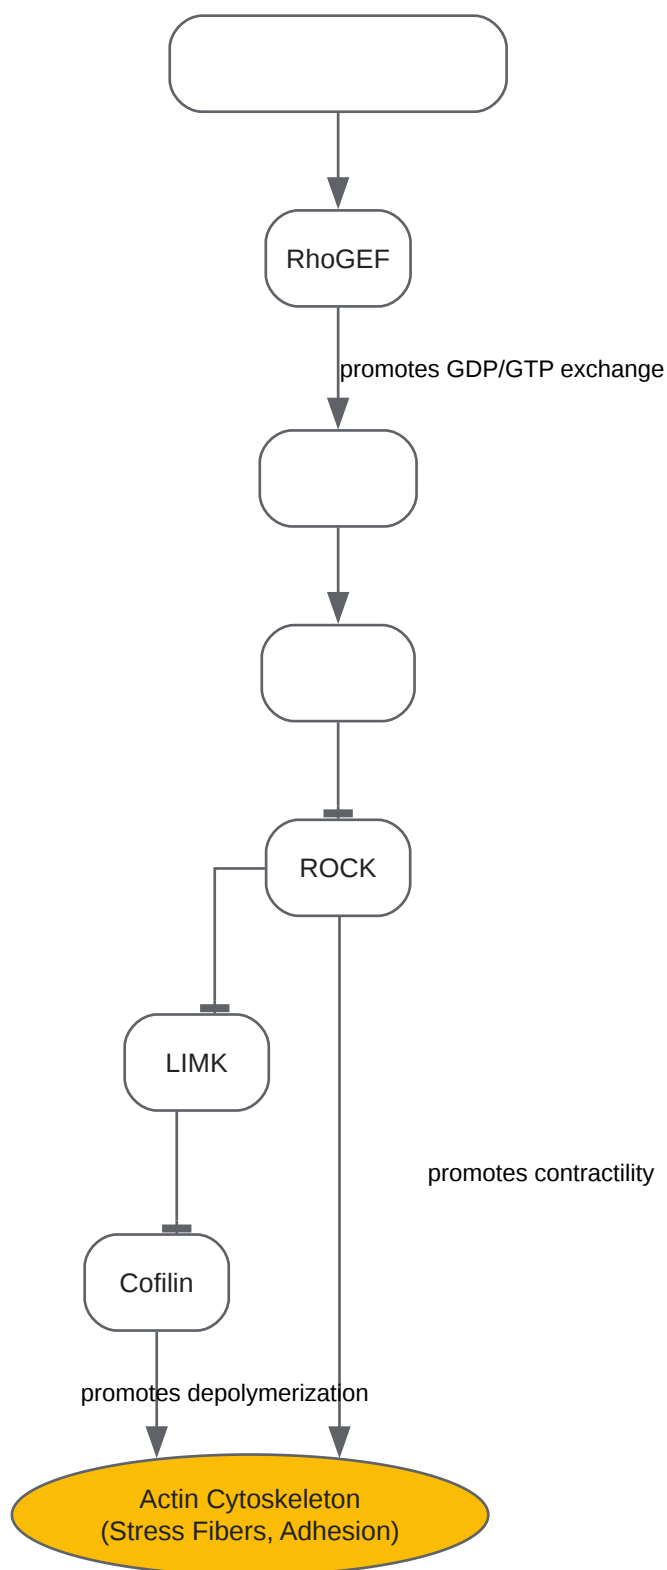 RhoGEF
promotes GDP/GTP exchange
ROCK
LIMK
promotes contractility
Cofilin
promotes depolymerization
Actin Cytoskeleton
(Stress Fibers, Adhesion)